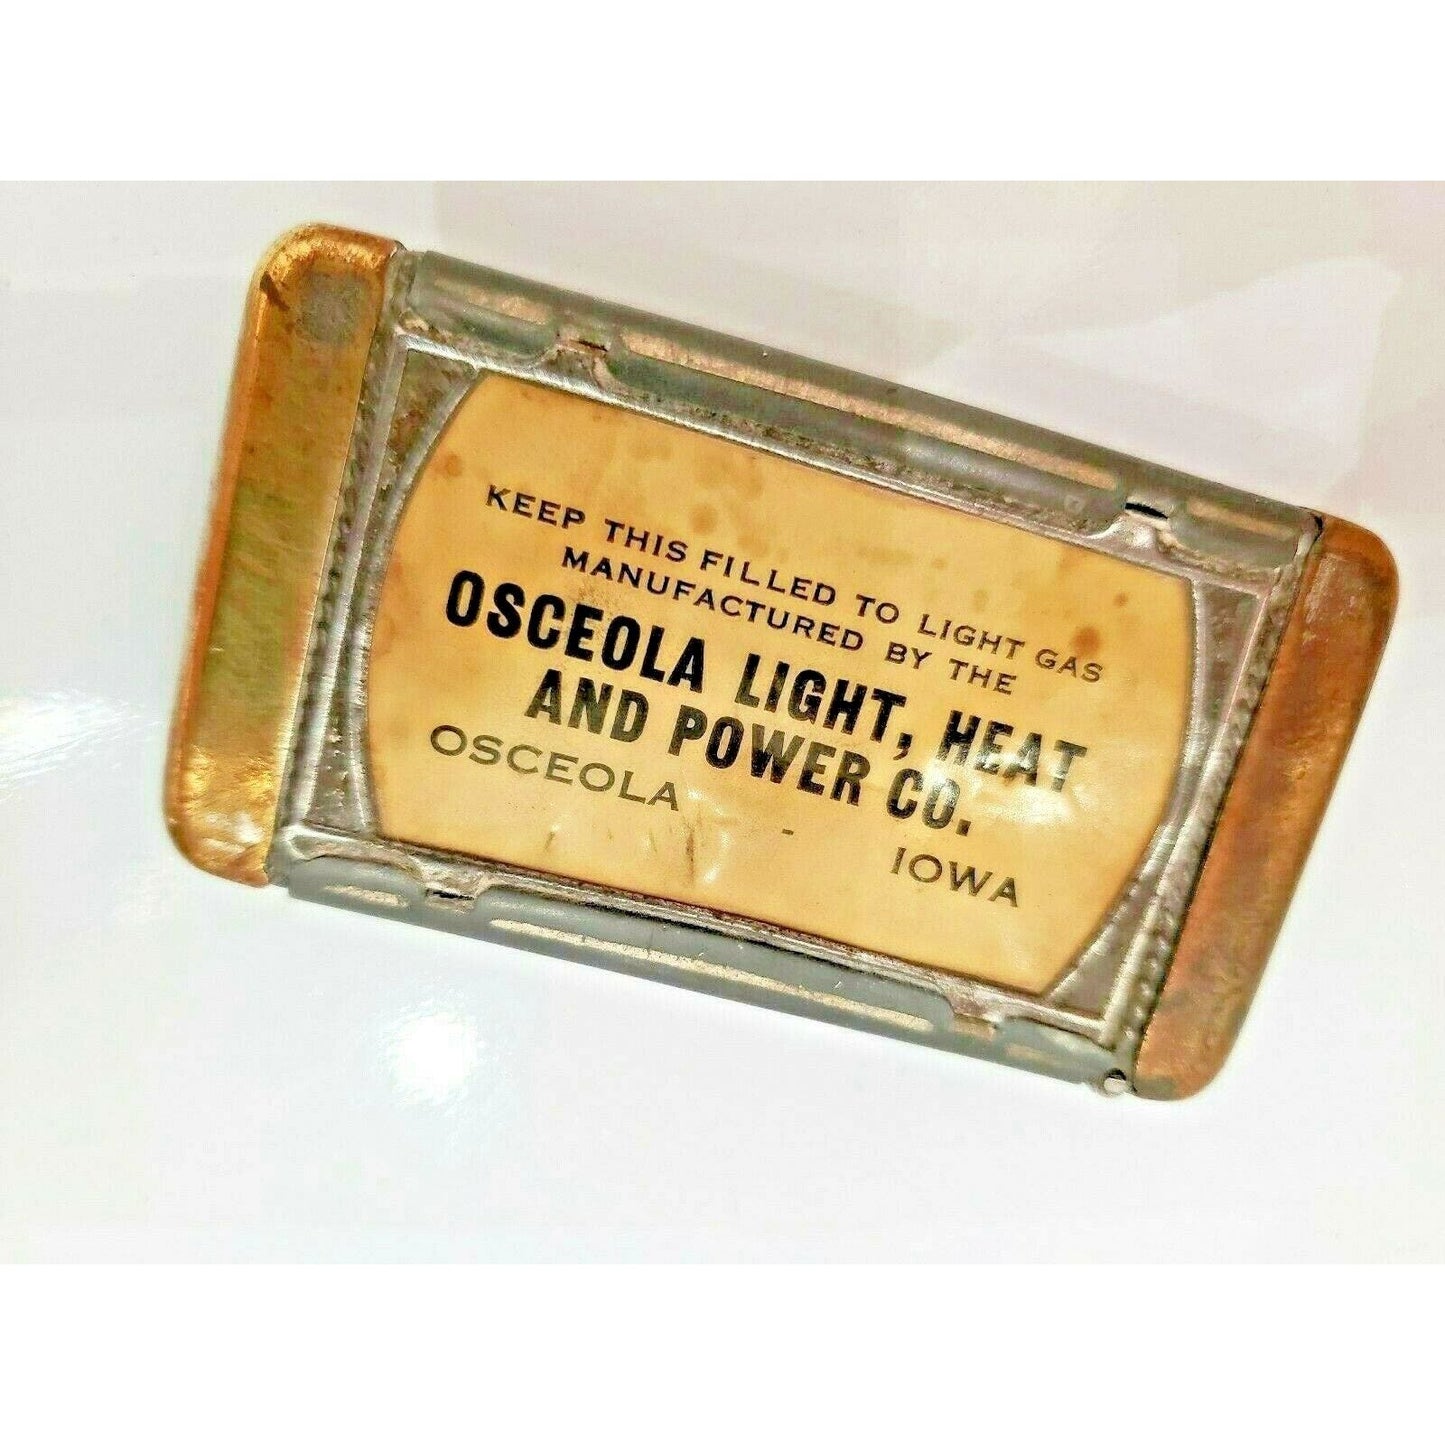 KEEP THIS FILLED TO LIGHT GAS
MANUFACTURED BY THE
OSCEOLA LIGHT, HEAT
AND POWER CO.
OSCEOLA - IOWA